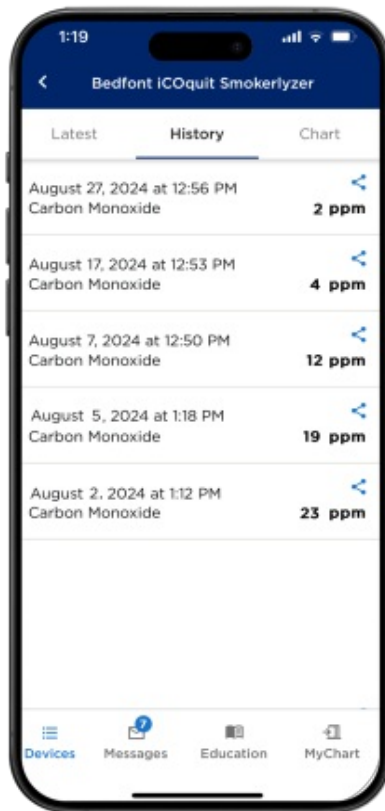 1:19
Bedfont iCOquit Smokerlyzer
Latest History Chart
August 27, 2024 at 12:56 PM
Carbon Monoxide 2 ppm
August 17, 2024 at 12:53 PM
Carbon Monoxide 4 ppm
August 7, 2024 at 12:50 PM
Carbon Monoxide 12 ppm
August 5, 2024 at 1:18 PM
Carbon Monoxide 19 ppm
August 2, 2024 at 1:12 PM
Carbon Monoxide 23 ppm
7
Devices Messages Education MyChart